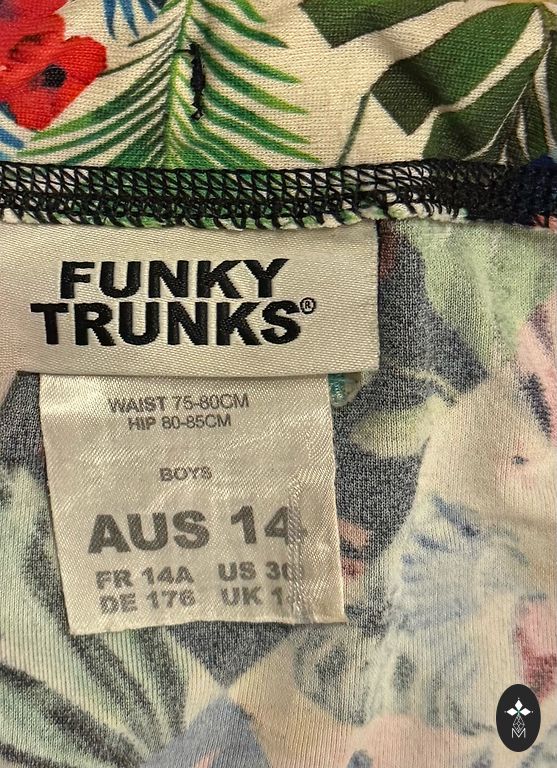 FUNKY
TRUNKS®
WAIST 75-80CM
HIP 80-85CM
BOYS
AUS 14
FR 14A US
DE 176 UK